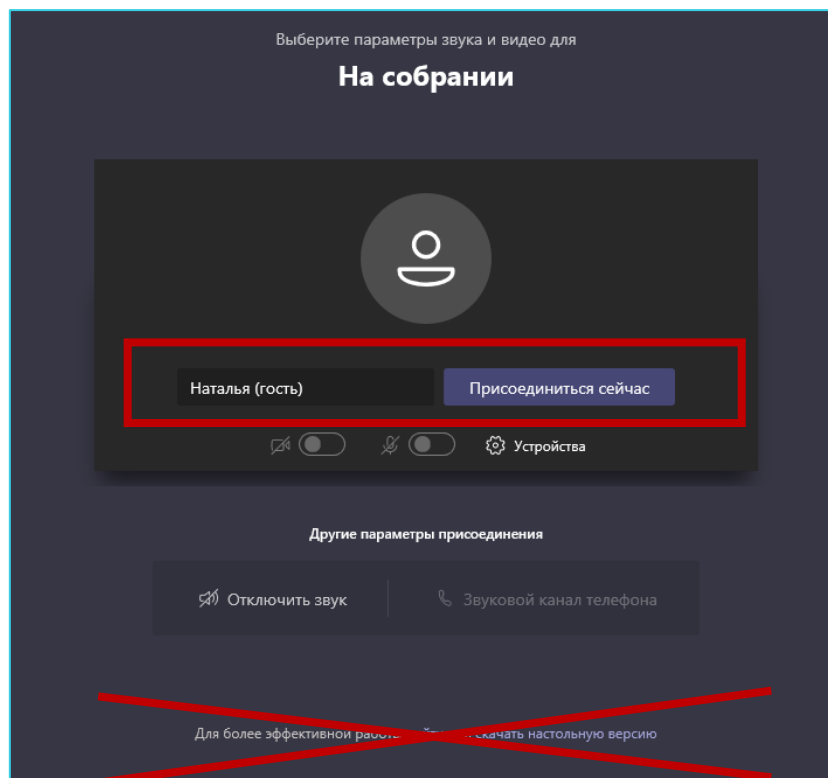 Выберите параметры звука и видео для
На собрании
Наталья (гость) Присоединиться сейчас
Устройства
Другие параметры присоединения
Отключить звук Звуковой канал телефона
Для более эффективной скачать настольную версию